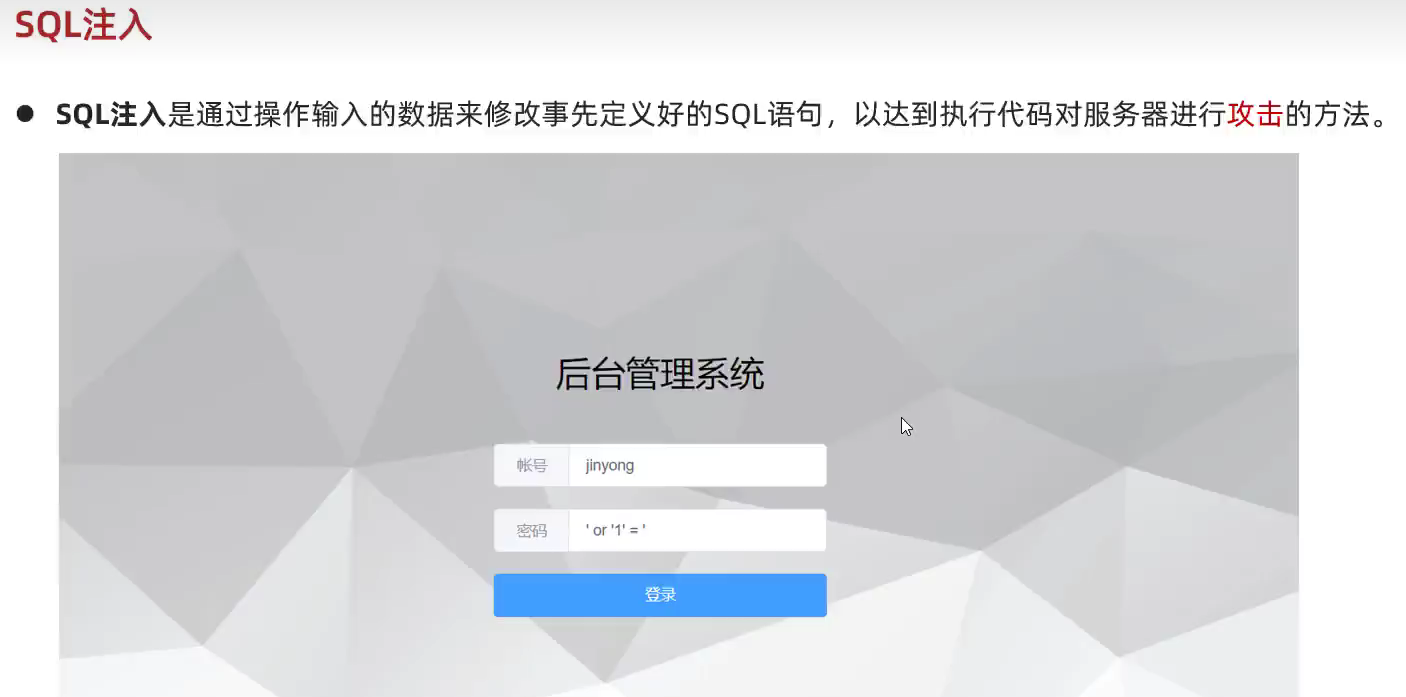 SQL注入
● SQL注入是通过操作输入的数据来修改事先定义好的SQL语句，以达到执行代码对服务器进行攻击的方法。
后台管理系统
帐号 jinyong
密码 ' or '1' = '
登录